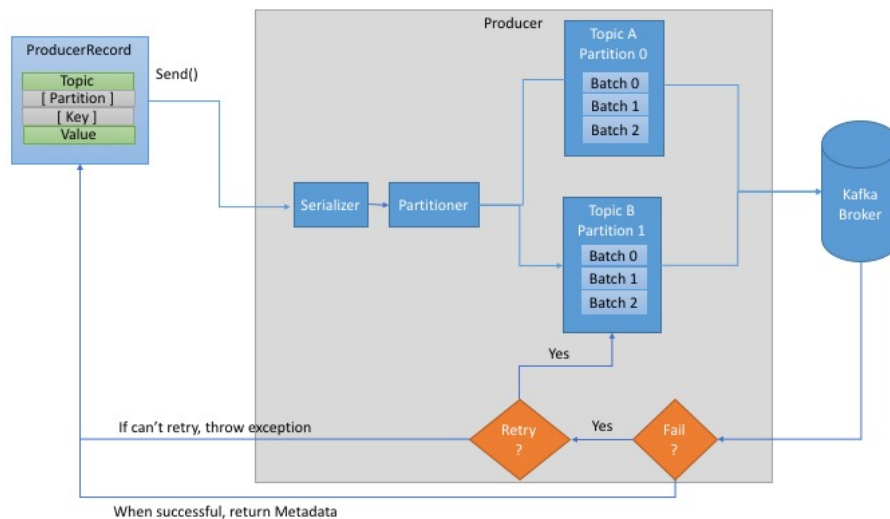 Producer
ProducerRecord
Topic
[ Partition ]
[ Key ]
Value
Send()
Topic A
Partition 0
Batch 0
Batch 1
Batch 2
Serializer
Partitioner
Topic B
Partition 1
Batch 0
Batch 1
Batch 2
Kafka
Broker
Yes
If can't retry, throw exception
Retry
?
Yes
Fail
?
When successful, return Metadata